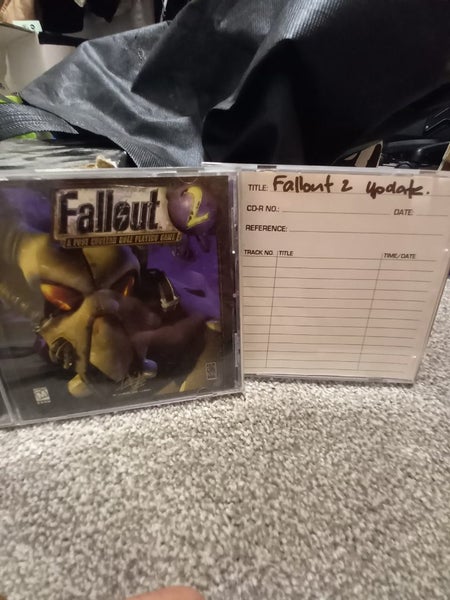 Fallout 2
A POST NUCLEAR ROLE PLAYING GAME
TITLE: Fallout 2 Update.
CD-R NO.: DATE:
REFERENCE:
TRACK NO. TITLE TIME/DATE